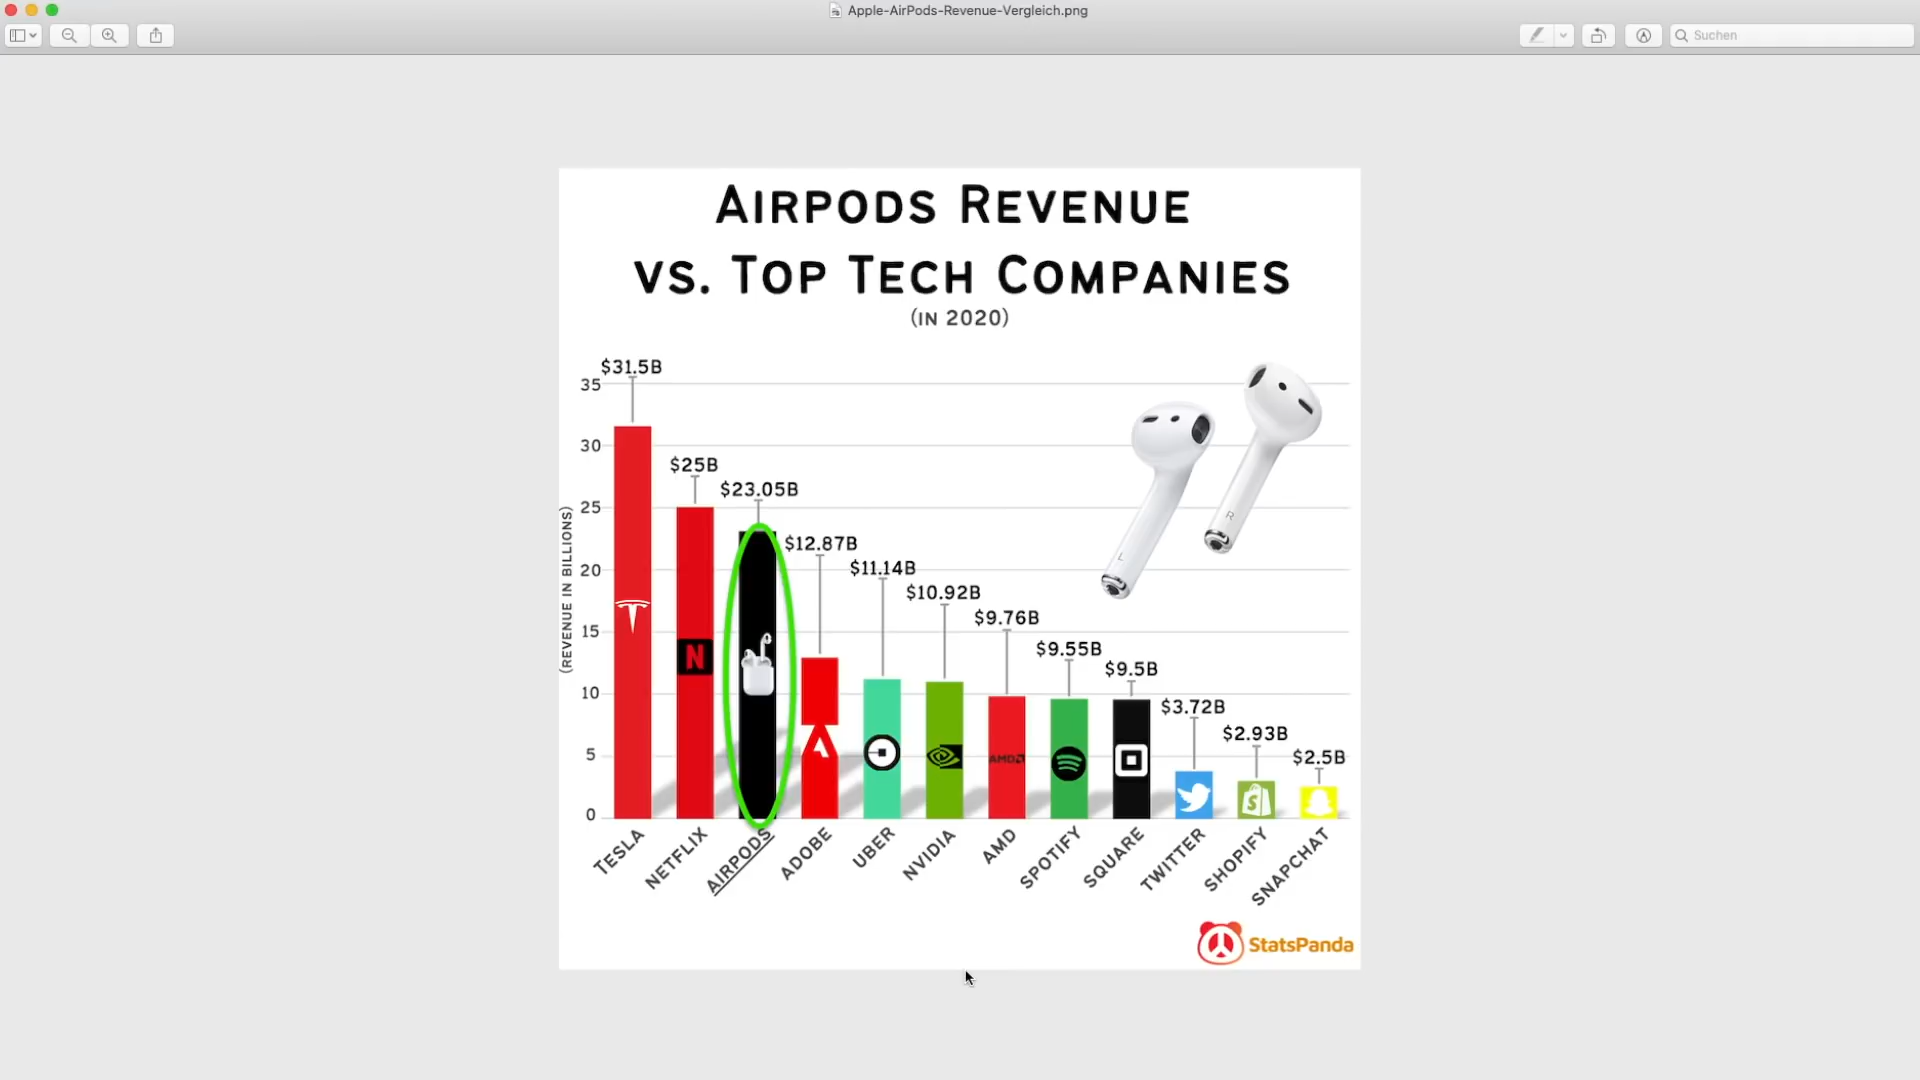 Apple-AirPods-Revenue-Vergleich.png
Suchen
AIRPODS REVENUE
VS. TOP TECH COMPANIES
(IN 2020)
(REVENUE IN BILLIONS)
35
30
25
20
15
10
5
0
$31.5B
$25B
$23.05B
$12.87B
$11.14B
$10.92B
$9.76B
$9.55B
$9.5B
$3.72B
$2.93B
$2.5B
N
AMD
S
L
R
TESLA
NETFLIX
AIRPODS
ADOBE
UBER
NVIDIA
AMD
SPOTIFY
SQUARE
TWITTER
SHOPIFY
SNAPCHAT
StatsPanda